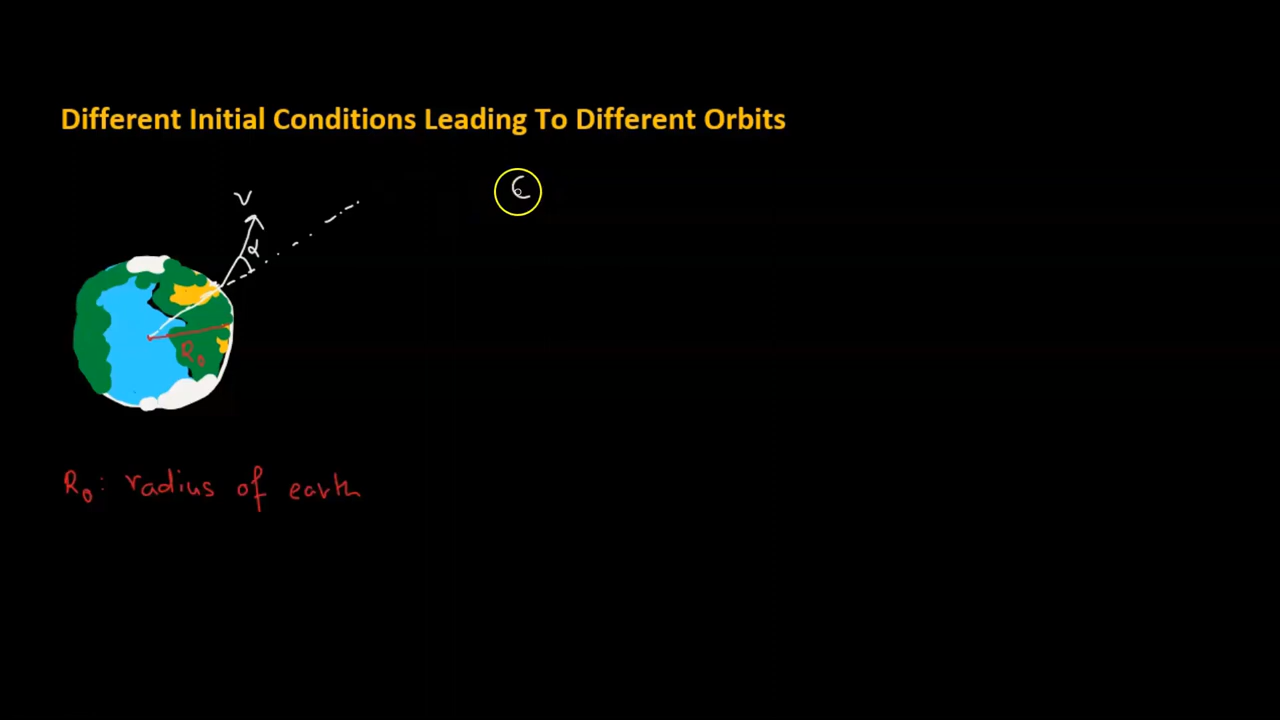 Different Initial Conditions Leading To Different Orbits
v
α
R₀
R₀: radius of earth